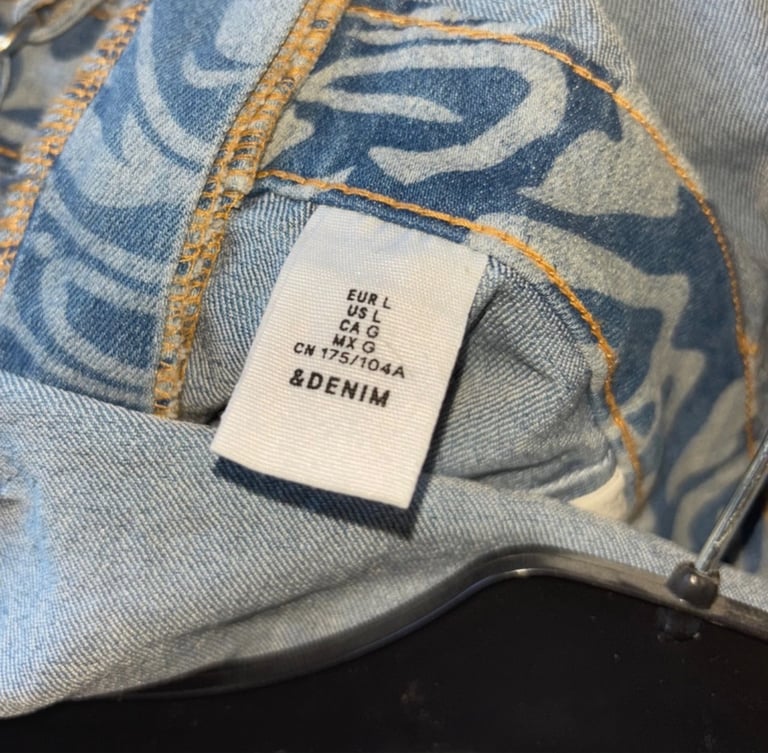 EUR L
US L
CA G
MX G
CN 175/104A
&DENIM